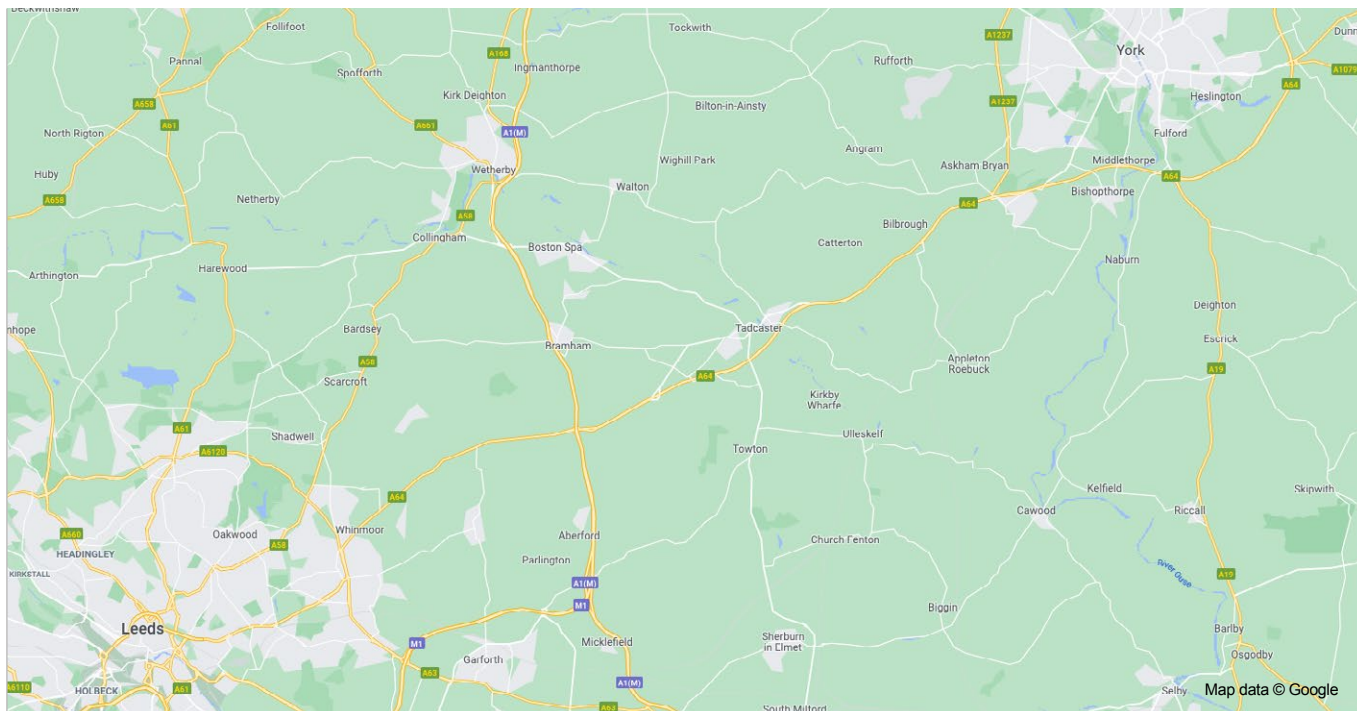 Beckwithshaw
Follifoot
Tockwith
A1237
York
Dunn
A168
Pannal
Ingmanthorpe
Rufforth
Spofforth
A1079
A64
Kirk Deighton
Heslington
A658
Bilton-in-Ainsty
A1237
North Rigton
A61
A661
A1(M)
Fulford
Angram
Wighill Park
Askham Bryan
Middlethorpe
Huby
Wetherby
A64
Walton
Bishopthorpe
A658
Netherby
A64
A58
Bilbrough
Collingham
Boston Spa
Catterton
Naburn
Arthington
Harewood
Deighton
nhope
Bardsey
Tadcaster
Escrick
Bramham
A58
Appleton
Roebuck
A19
Scarcroft
A64
Kirkby
Wharfe
A61
Shadwell
Ulleskelf
A6120
Towton
Kelfield
Skipwith
A64
Cawood
Riccall
A660
Oakwood
Whinmoor
Aberford
Church Fenton
HEADINGLEY
A58
Parlington
KIRKSTALL
A1(M)
River Ouse
A19
M1
Biggin
Leeds
Barlby
M1
Micklefield
Sherburn
in Elmet
Osgodby
Garforth
A63
A6110
HOLBECK
A61
A1(M)
Selby
Map data © Google
A63
South Milford